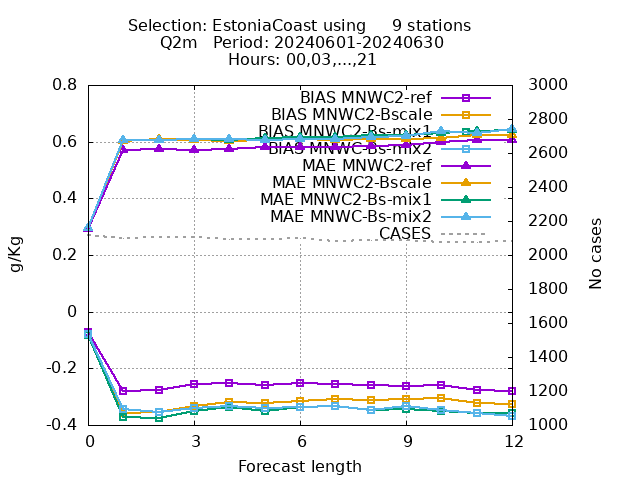 Selection: EstoniaCoast using 9 stations
Q2m Period: 20240601-20240630
Hours: 00,03,...,21
BIAS MNWC2-ref
BIAS MNWC2-Bscale
BIAS MNWC2-Bs-mix1
BIAS MNWC-Bs-mix2
MAE MNWC2-ref
MAE MNWC2-Bscale
MAE MNWC2-Bs-mix1
MAE MNWC-Bs-mix2
CASES
0.8
0.6
0.4
0.2
0
-0.2
-0.4
g/Kg
3000
2800
2600
2400
2200
2000
1800
1600
1400
1200
1000
No cases
0 3 6 9 12
Forecast length